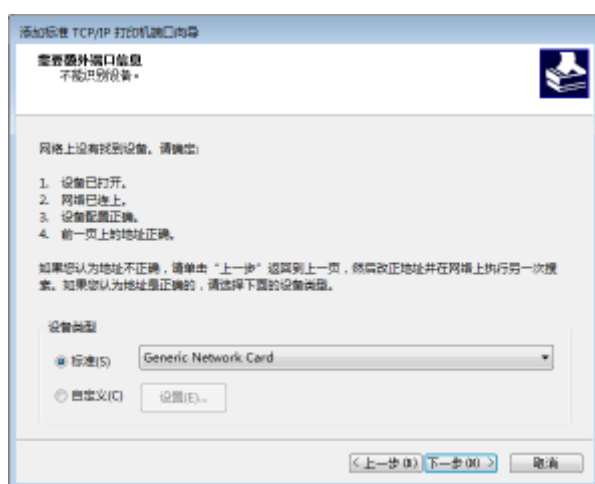 添加标准 TCP/IP 打印机端口向导
需要额外端口信息
不能识别设备。
网络上没有找到设备。请确定:
1. 设备已打开。
2. 网络已连上。
3. 设备配置正确。
4. 前一页上的地址正确。
如果您认为地址不正确，请单击“上一步”返回到上一页，然后改正地址并在网络上执行另一次搜
索。如果您认为地址是正确的，请选择下面的设备类型。
设备类型
标准(S) Generic Network Card
自定义(C) 设置(E)...
<上一步(B) 下一步(N) > 取消